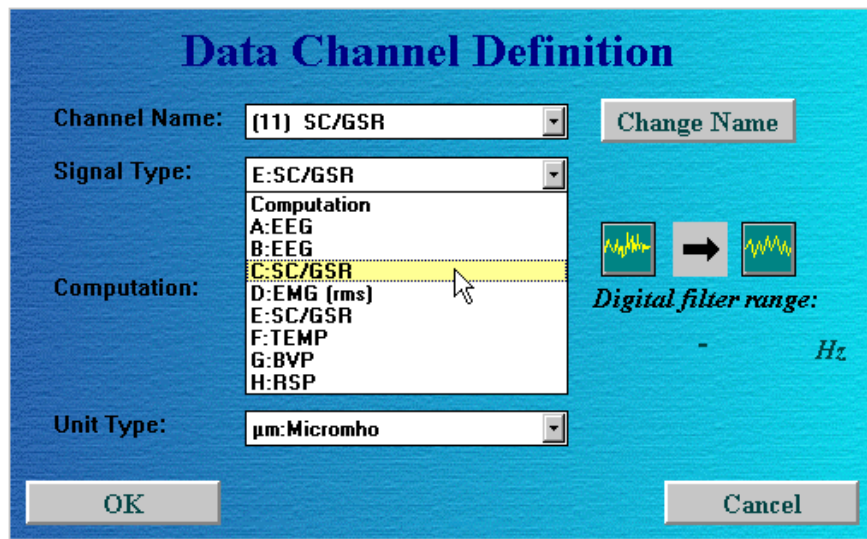 Data Channel Definition
Channel Name: (11) SC/GSR Change Name
Signal Type: E:SC/GSR
Computation
A:EEG
B:EEG
C:SC/GSR
Computation: D:EMG (rms) Digital filter range:
E:SC/GSR
F:TEMP
G:BVP - Hz
H:RSP
Unit Type: µm:Micromho
OK Cancel